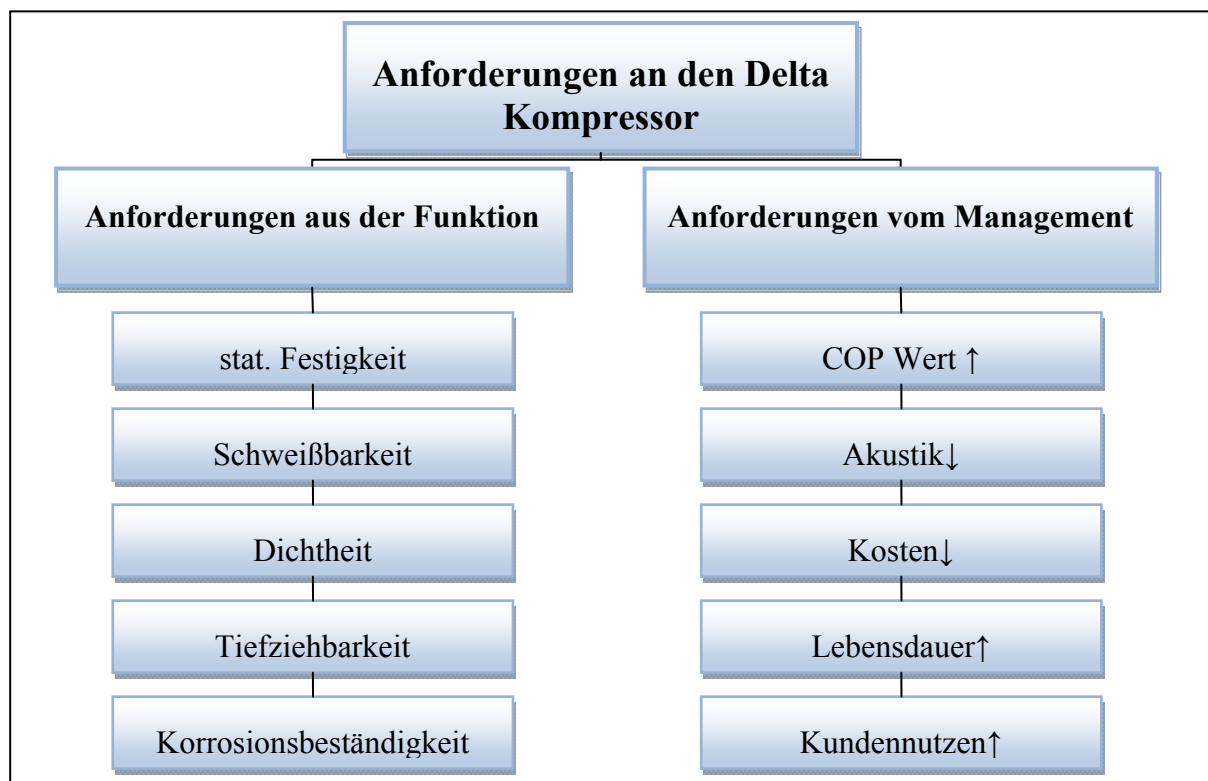 Anforderungen an den Delta
Kompressor
Anforderungen aus der Funktion
stat. Festigkeit
Schweißbarkeit
Dichtheit
Tiefziehbarkeit
Korrosionsbeständigkeit
Anforderungen vom Management
COP Wert ↑
Akustik↓
Kosten↓
Lebensdauer↑
Kundennutzen↑